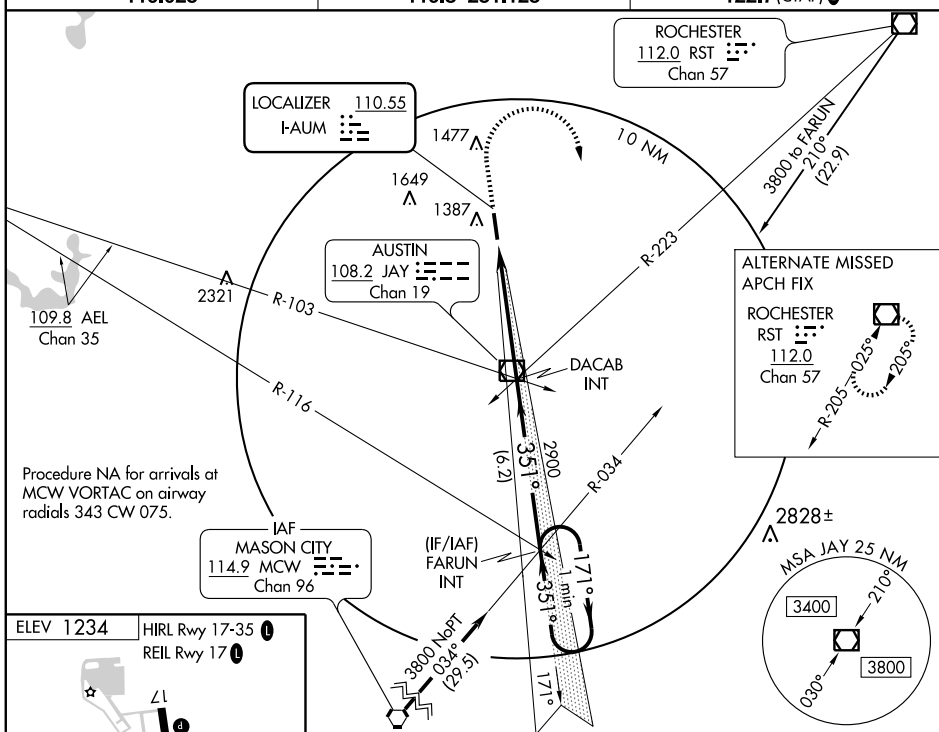 ROCHESTER
112.0 RST
Chan 57
LOCALIZER 110.55
I-AUM
1477
10 NM
3800 to FARUN
210°
(22.9)
1649
1387
AUSTIN
108.2 JAY
Chan 19
R-223
2321
R-103
109.8 AEL
Chan 35
DACAB
INT
ALTERNATE MISSED
APCH FIX
ROCHESTER
RST
112.0
Chan 57
R-205
025°
205°
R-116
351°
2900
(6.2)
R-034
Procedure NA for arrivals at
MCW VORTAC on airway
radials 343 CW 075.
2828±
IAF
MASON CITY
114.9 MCW
Chan 96
(IF/IAF)
FARUN
INT
351°
1 min
171°
3800 NoPT
034°
(29.5)
171°
MSA JAY 25 NM
3400
210°
3800
030°
ELEV 1234
HIRL Rwy 17-35 L
REIL Rwy 17 L
17
P